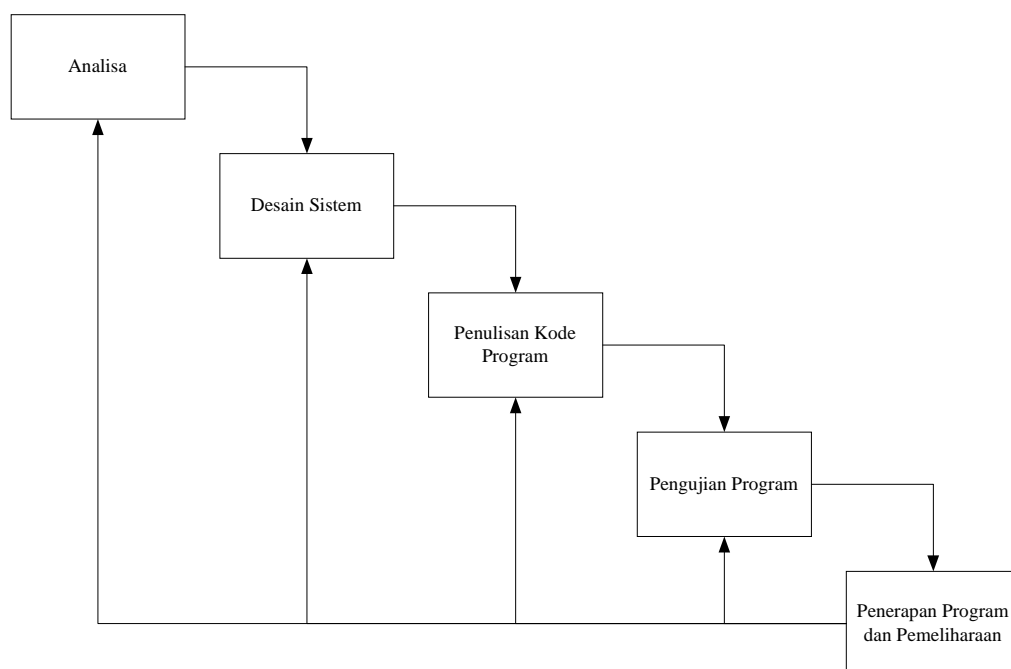 Analisa
Desain Sistem
Penulisan Kode
Program
Pengujian Program
Penerapan Program
dan Pemeliharaan